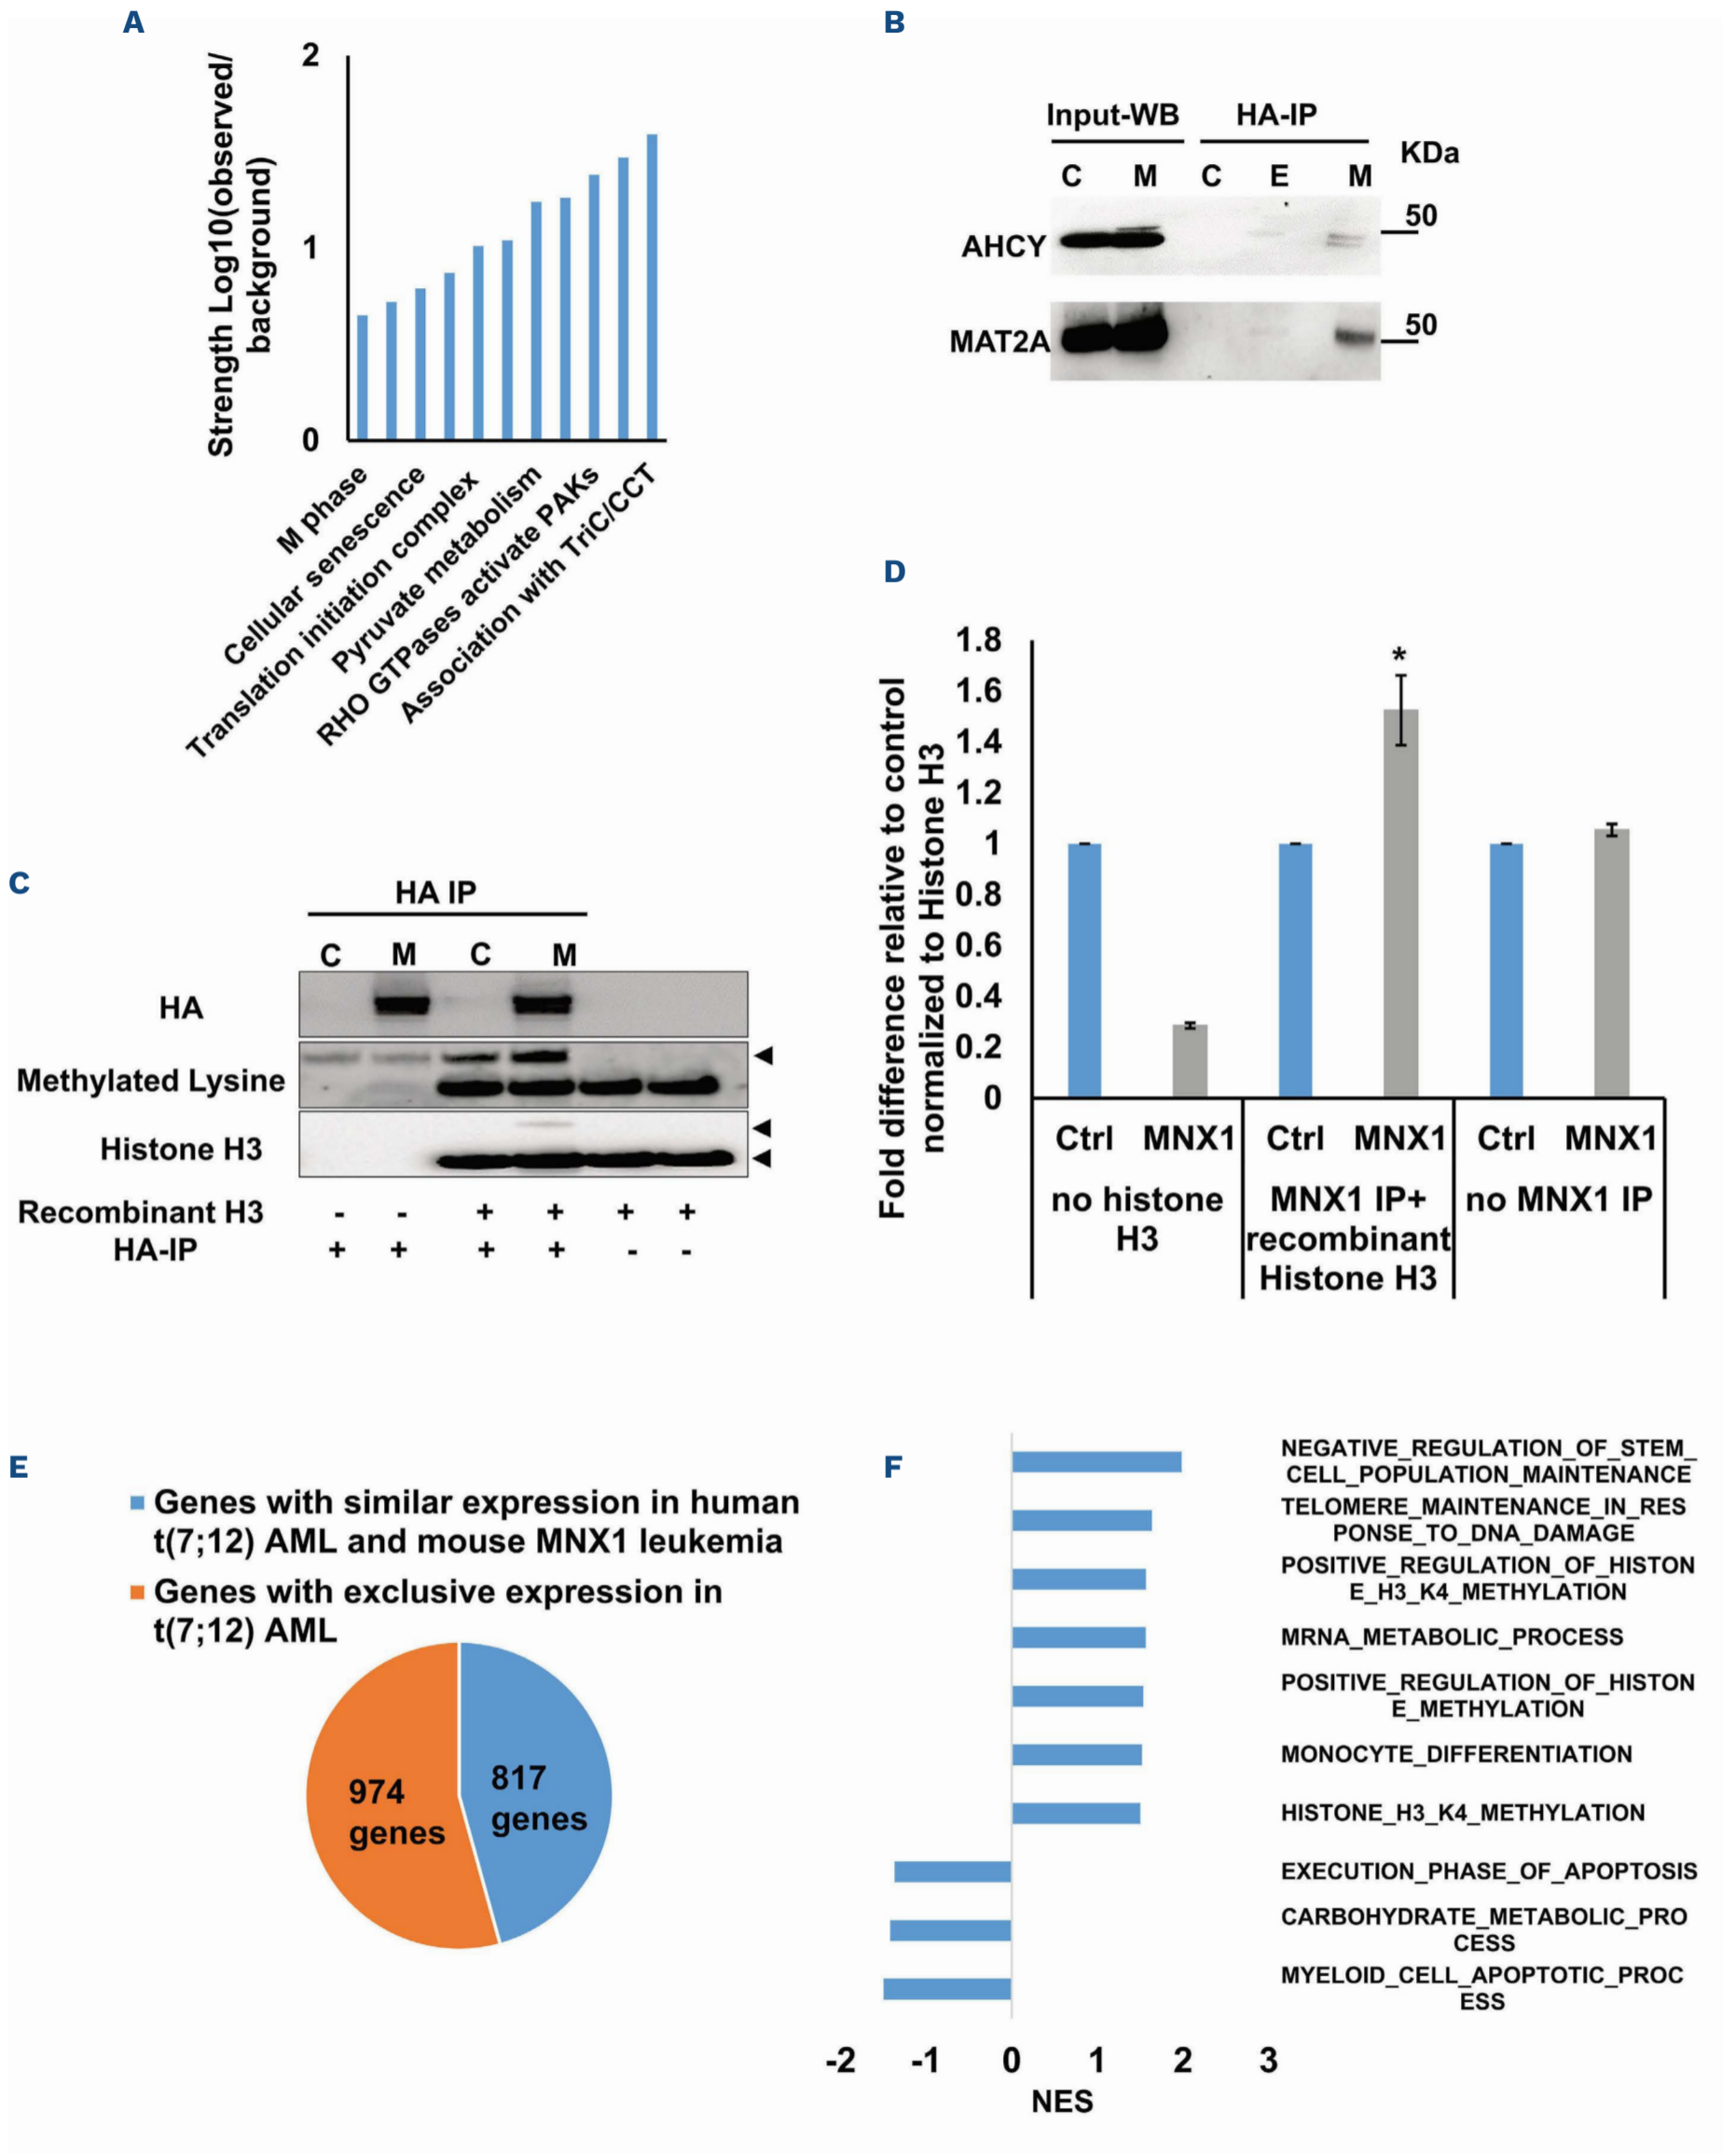 A
Strength Log10(observed/
background)
2
1
0
M phase
Cellular senescence
Translation initiation complex
Pyruvate metabolism
RHO GTPases activate PAKs
Association with TriC/CCT
B
Input-WB HA-IP
KDa
C M C E M
AHCY
50
MAT2A
50
C
HA IP
C M C M
HA
Methylated Lysine
Histone H3
Recombinant H3 - - + + + +
HA-IP + + + + - -
D
Fold difference relative to control
normalized to Histone H3
1.8
1.6
1.4
1.2
1
0.8
0.6
0.4
0.2
0
*
Ctrl MNX1 Ctrl MNX1 Ctrl MNX1
no histone
H3
MNX1 IP+
recombinant
Histone H3
no MNX1 IP
E
Genes with similar expression in human
t(7;12) AML and mouse MNX1 leukemia
Genes with exclusive expression in
t(7;12) AML
974
genes
817
genes
F
NEGATIVE_REGULATION_OF_STEM_
CELL_POPULATION_MAINTENANCE
TELOMERE_MAINTENANCE_IN_RES
PONSE_TO_DNA_DAMAGE
POSITIVE_REGULATION_OF_HISTON
E_H3_K4_METHYLATION
MRNA_METABOLIC_PROCESS
POSITIVE_REGULATION_OF_HISTON
E_METHYLATION
MONOCYTE_DIFFERENTIATION
HISTONE_H3_K4_METHYLATION
EXECUTION_PHASE_OF_APOPTOSIS
CARBOHYDRATE_METABOLIC_PRO
CESS
MYELOID_CELL_APOPTOTIC_PROC
ESS
-2 -1 0 1 2 3
NES